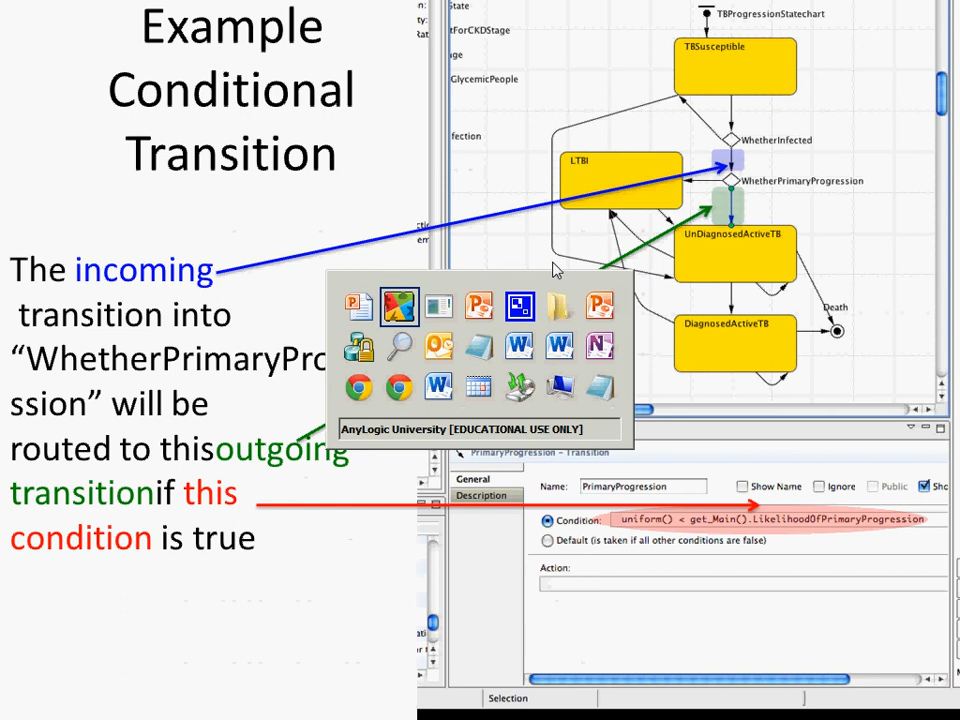 Example
Conditional
Transition
The incoming
transition into
“WhetherPrimaryPro
ssion” will be
routed to thisoutgoing
transitionif this
condition is true
State
tForCKDStage
age
GlycemicPeople
fection
TBProgressionStatechart
TBSusceptible
WhetherInfected
LTBI
WhetherPrimaryProgression
UnDiagnosedActiveTB
Death
DiagnosedActiveTB
AnyLogic University [EDUCATIONAL USE ONLY]
PrimaryProgression - Transition
General
Description
Name: PrimaryProgression Show Name Ignore Public Sho
Condition: uniform() < get_Main().LikelihoodOfPrimaryProgression
Default (is taken if all other conditions are false)
Action:
Selection